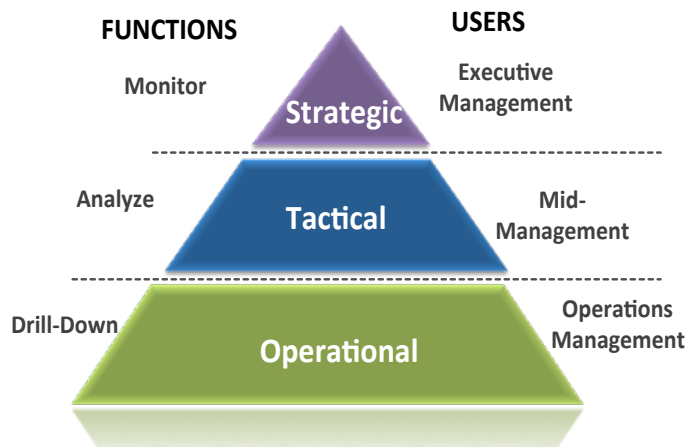 FUNCTIONS
USERS
Monitor
Strategic
Executive
Management
Analyze
Tactical
Mid-
Management
Drill-Down
Operational
Operations
Management